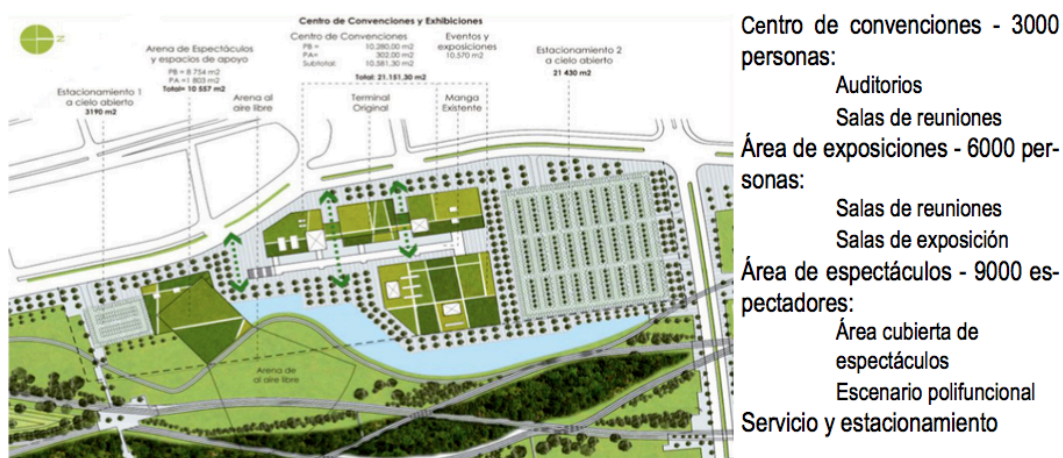 Centro de Convenciones y Exhibiciones
Centro de Convenciones
PB = 10.280,00 m2
PA= 302,00 m2
Subtotal: 10.581,30 m2
Eventos y
exposiciones
10.570 m2
Total: 21.151,30 m2
Arena de Espectáculos
y espacios de apoyo
PB = 8 754 m2
PA =1 803 m2
Total= 10 557 m2
Estacionamiento 1
a cielo abierto
3190 m2
Arena al
aire libre
Terminal
Original
Manga
Existente
Estacionamiento 2
a cielo abierto
21 430 m2
N
Arena de
al aire libre
Centro de convenciones - 3000
personas:
Auditorios
Salas de reuniones
Área de exposiciones - 6000 per-
sonas:
Salas de reuniones
Salas de exposición
Área de espectáculos - 9000 es-
pectadores:
Área cubierta de
espectáculos
Escenario polifuncional
Servicio y estacionamiento